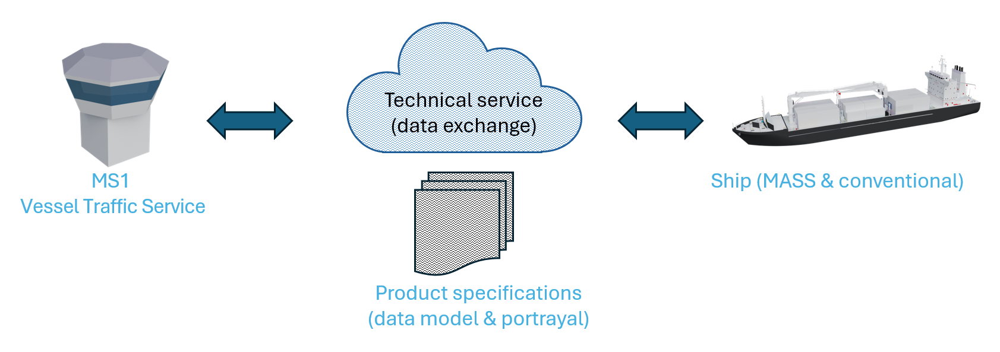 Technical service
(data exchange)
MS1
Vessel Traffic Service
Ship (MASS & conventional)
Product specifications
(data model & portrayal)